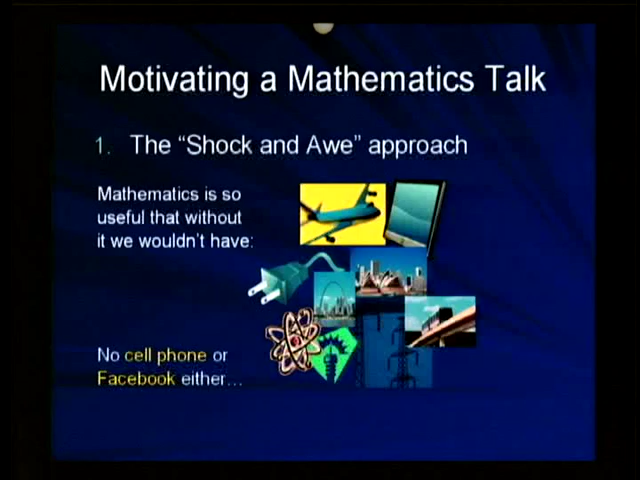 Motivating a Mathematics Talk
1. The “Shock and Awe” approach
Mathematics is so
useful that without
it we wouldn’t have:
No cell phone or
Facebook either…